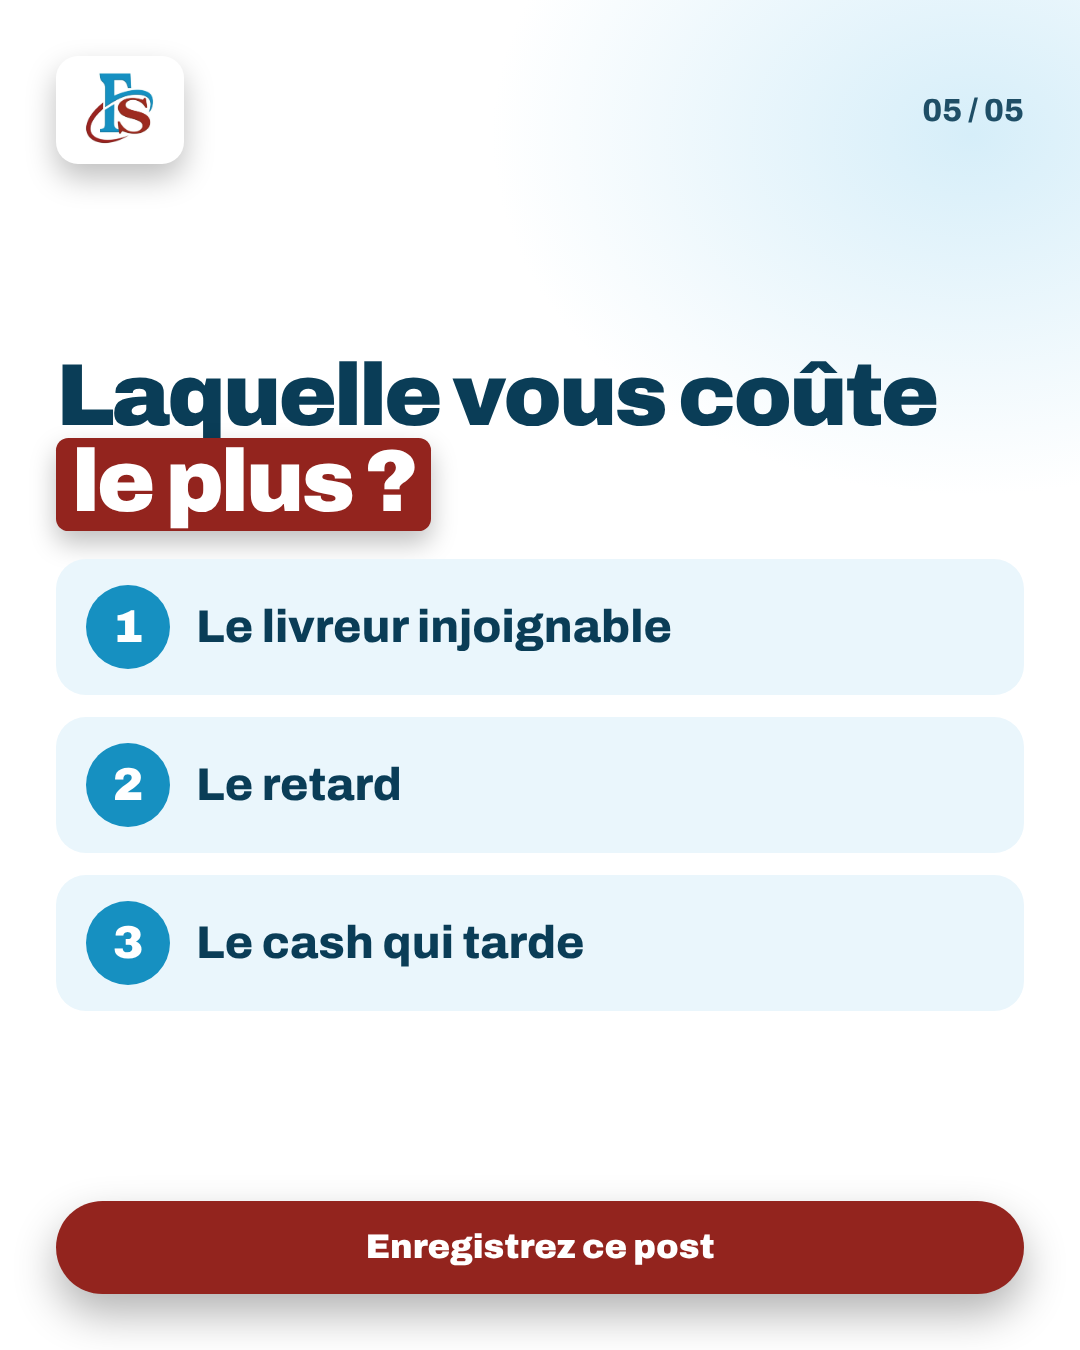 FS
05 / 05
Laquelle vous coûte
le plus ?
1 Le livreur injoignable
2 Le retard
3 Le cash qui tarde
Enregistrez ce post